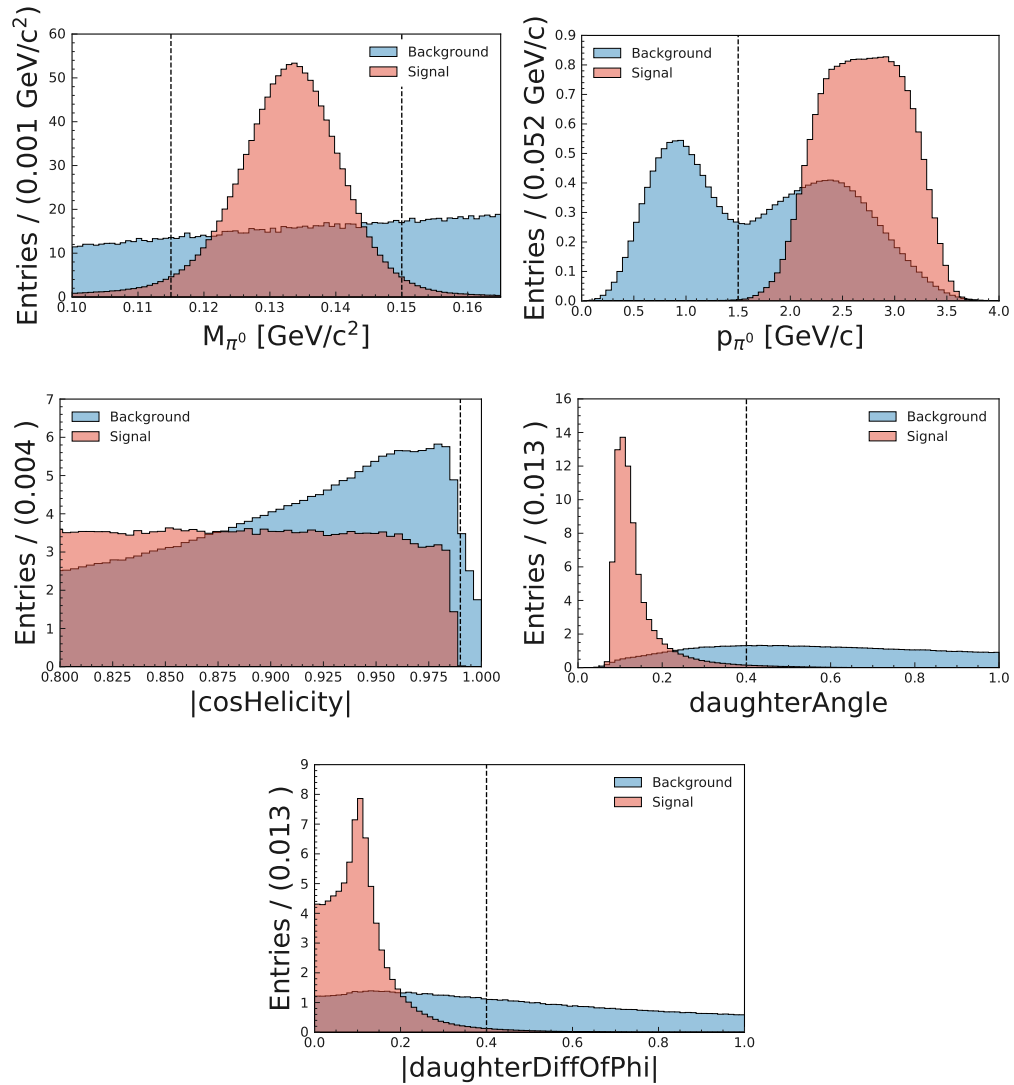 Entries / (0.001 GeV/c²)
60
50
40
30
20
10
0
Background
Signal
0.10 0.11 0.12 0.13 0.14 0.15 0.16
M_π⁰ [GeV/c²]
Entries / (0.052 GeV/c)
0.9
0.8
0.7
0.6
0.5
0.4
0.3
0.2
0.1
0.0
Background
Signal
0.0 0.5 1.0 1.5 2.0 2.5 3.0 3.5 4.0
p_π⁰ [GeV/c]
Entries / (0.004 )
7
6
5
4
3
2
1
0
Background
Signal
0.800 0.825 0.850 0.875 0.900 0.925 0.950 0.975 1.000
|cosHelicity|
Entries / (0.013 )
16
14
12
10
8
6
4
2
0
Background
Signal
0.0 0.2 0.4 0.6 0.8 1.0
daughterAngle
Entries / (0.013 )
9
8
7
6
5
4
3
2
1
0
Background
Signal
0.0 0.2 0.4 0.6 0.8 1.0
|daughterDiffOfPhi|